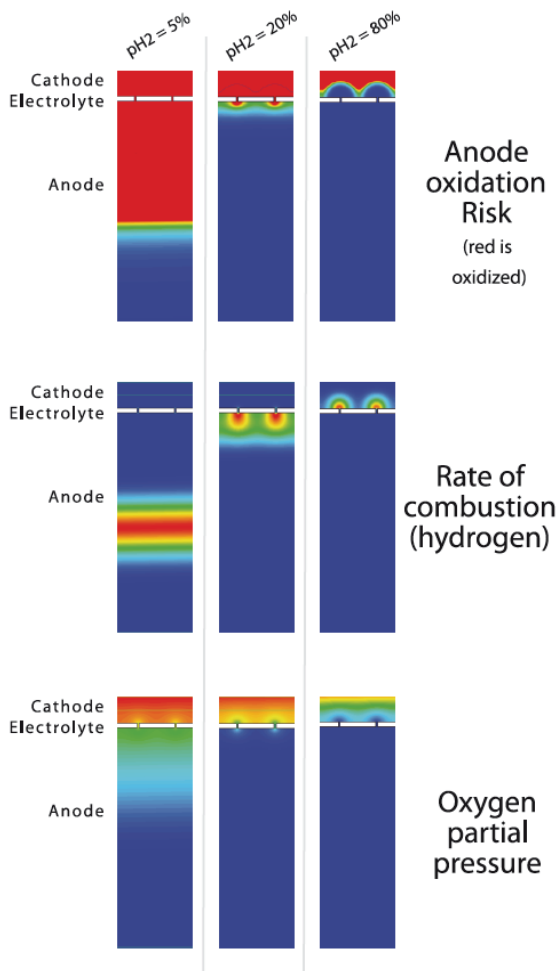 pH2 = 5%
pH2 = 20%
pH2 = 80%
Cathode
Electrolyte
Anode
Anode
oxidation
Risk
(red is
oxidized)
Cathode
Electrolyte
Anode
Rate of
combustion
(hydrogen)
Cathode
Electrolyte
Anode
Oxygen
partial
pressure